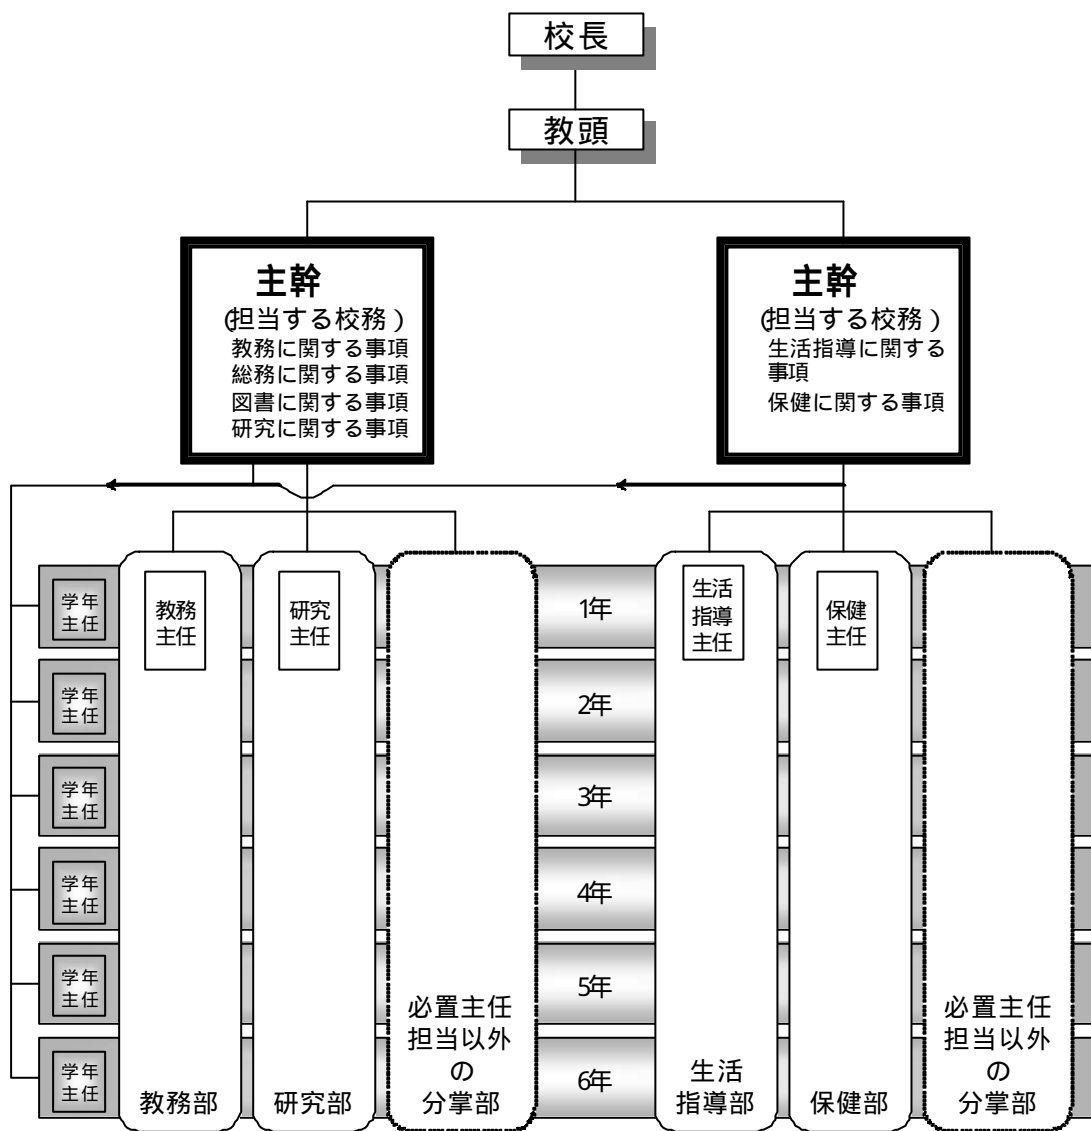 校長
教頭
主幹
(担当する校務)
教務に関する事項
総務に関する事項
図書に関する事項
研究に関する事項
主幹
(担当する校務)
生活指導に関する
事項
保健に関する事項
学年
主任
教務
主任
研究
主任
1年
生活
指導
主任
保健
主任
学年
主任
2年
学年
主任
3年
学年
主任
4年
学年
主任
5年
学年
主任
6年
教務部
研究部
必置主任
担当以外
の
分掌部
生活
指導部
保健部
必置主任
担当以外
の
分掌部